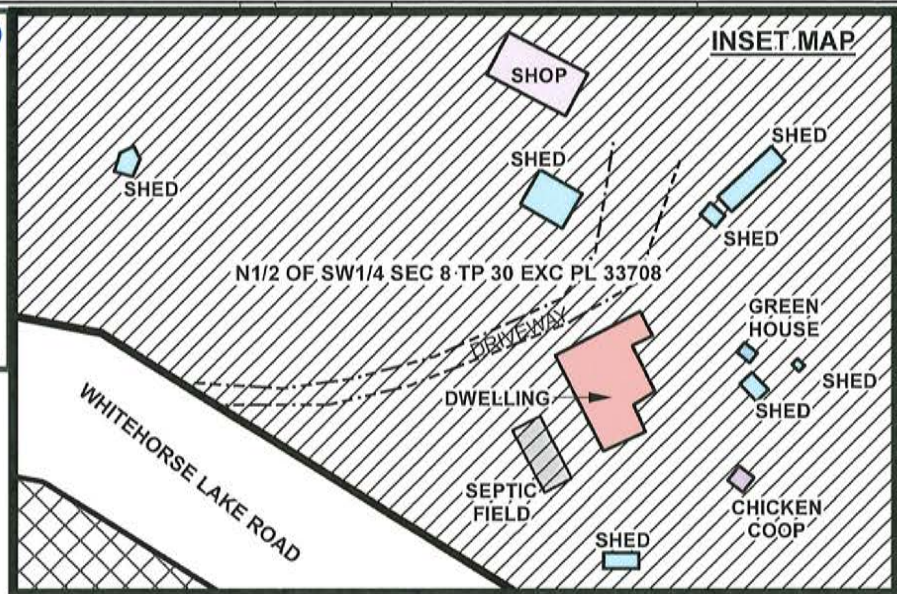 INSET MAP
SHOP
SHED
SHED
SHED
SHED
N1/2 OF SW1/4 SEC 8 TP 30 EXC PL 33708
GREEN
HOUSE
DRIVEWAY
SHED
DWELLING
SHED
WHITEHORSE LAKE ROAD
SEPTIC
FIELD
CHICKEN
COOP
SHED